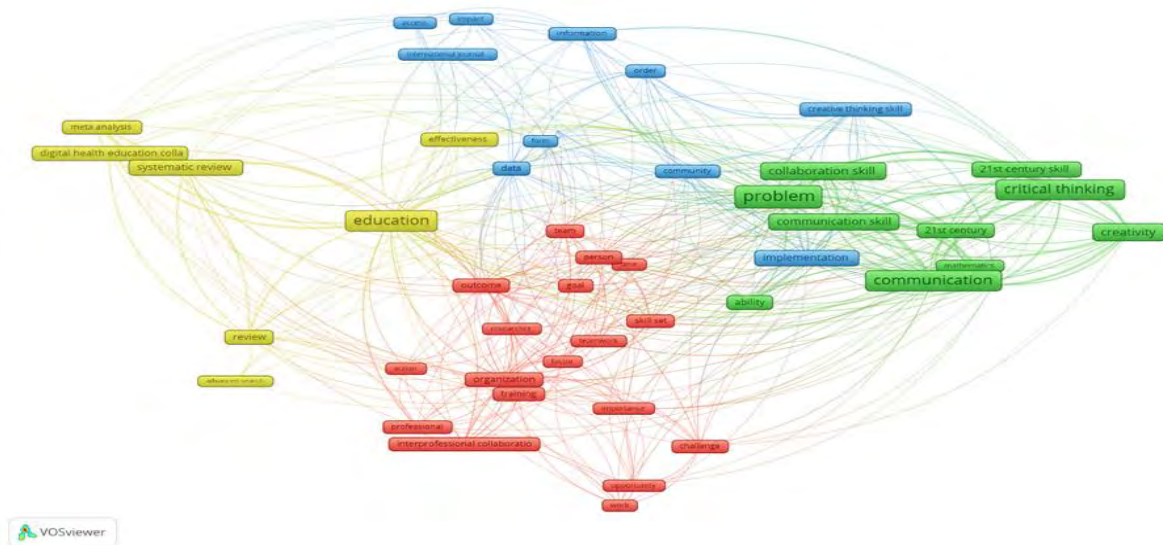 access
impact
information
international journal
order
creative thinking skill
meta analysis
effectiveness
form
digital health education colla
systematic review
data
community
collaboration skill
21st century skill
critical thinking
problem
education
communication skill
21st century
creativity
team
person
implementation
mathematics
outcome
goal
communication
ability
skill set
review
teamwork
organization
training
importance
professional
interprofessional collaboratio
challenge
opportunity
work
VOSviewer